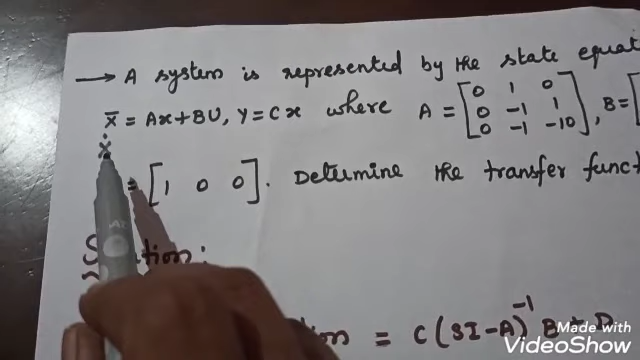 → A system is represented by the state equati
x̄ = Ax+BU, Y=Cx where A = [0 1 0; 0 -1 1; 0 -1 -10], B=[
ẋ
= [1 0 0]. Determine the transfer funct
S tion:
tion = C(SI-A)⁻¹ B + D
Made with
VideoShow